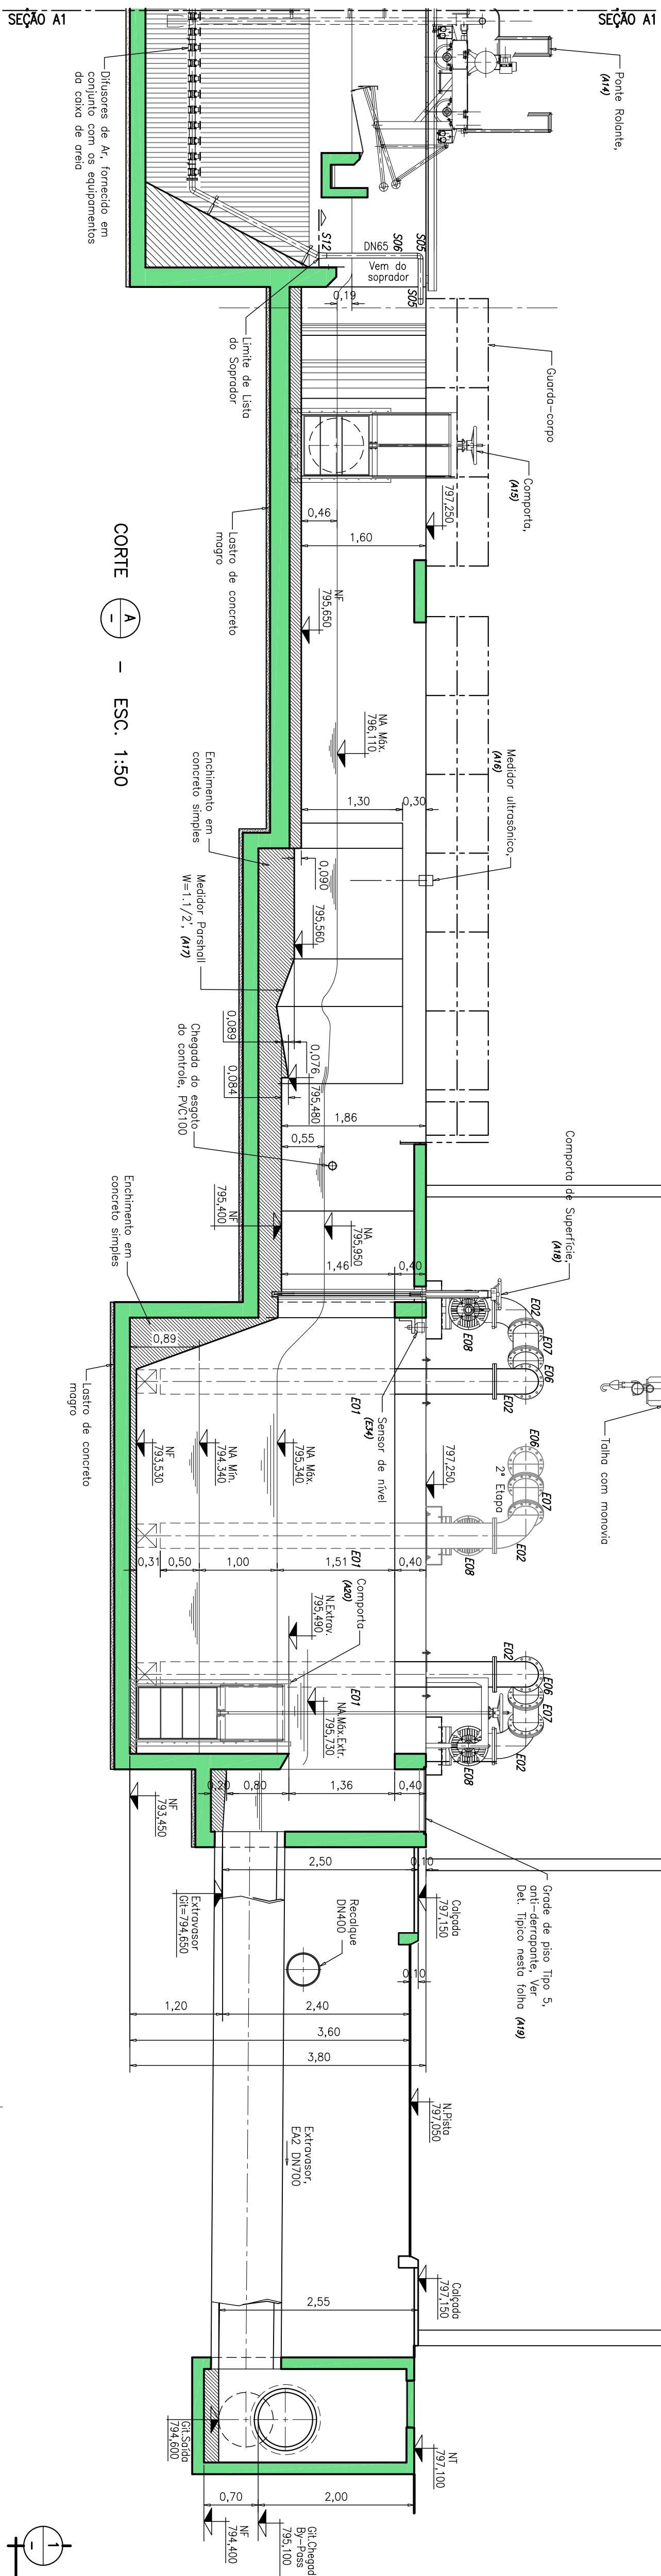 SEÇÃO A1
SEÇÃO A1
Ponte Rolante,
(A14)
Difusores de Ar, fornecido em
conjunto com os equipamentos
da caixa de areia
S12
DN65
S06
S05
Vem do
soprador
S05
0,19
Guarda-corpo
Limite de Lista
do Soprador
Comporta,
(A15)
797,250
0,46
1,60
Lastro de concreto
magro
CORTE A - ESC. 1:50
NF
795,650
NA Máx.
796,110
Medidor ultrasônico,
(A16)
1,30
0,30
Enchimento em
concreto simples
0,090
795,560
Medidor Parshall
W=1.1/2', (A17)
0,089
0,076
795,480
0,084
Chegada do esgoto
do controle, PVC100
1,86
0,55
NF
795,400
NA
795,950
Comporta de Superfície,
(A18)
1,46
0,40
Enchimento em
concreto simples
0,89
E08
E02
E07
E06
E02
E01
Talha com monovia
Sensor de nível
(E34)
Lastro de concreto
magro
NF
793,530
NA Mín.
794,340
NA Máx.
795,340
797,250
2ª Etapa
E06
E07
E02
E08
E01
0,31
0,50
1,00
1,51
0,40
Comporta
(A20)
N.Extrav.
795,490
NA.Máx.Extr.
795,730
E01
E02
E06
E07
E02
E08
NF
793,450
0,20
0,80
1,36
0,40
Grade de piso Tipo 5,
anti-derrapante, Ver
Det. Típico nesta folha (A19)
2,50
0,10
Extravasor
Git=794,650
Recalque
DN400
Calçada
797,150
0,10
1,20
2,40
3,60
3,80
N.Pista
797,050
Extravasor,
EA2 DN700
Calçada
797,150
2,55
Git.Saída
794,600
NT
797,100
0,70
2,00
NF
794,400
Git.Chegad
By-Pass
795,100
1
-